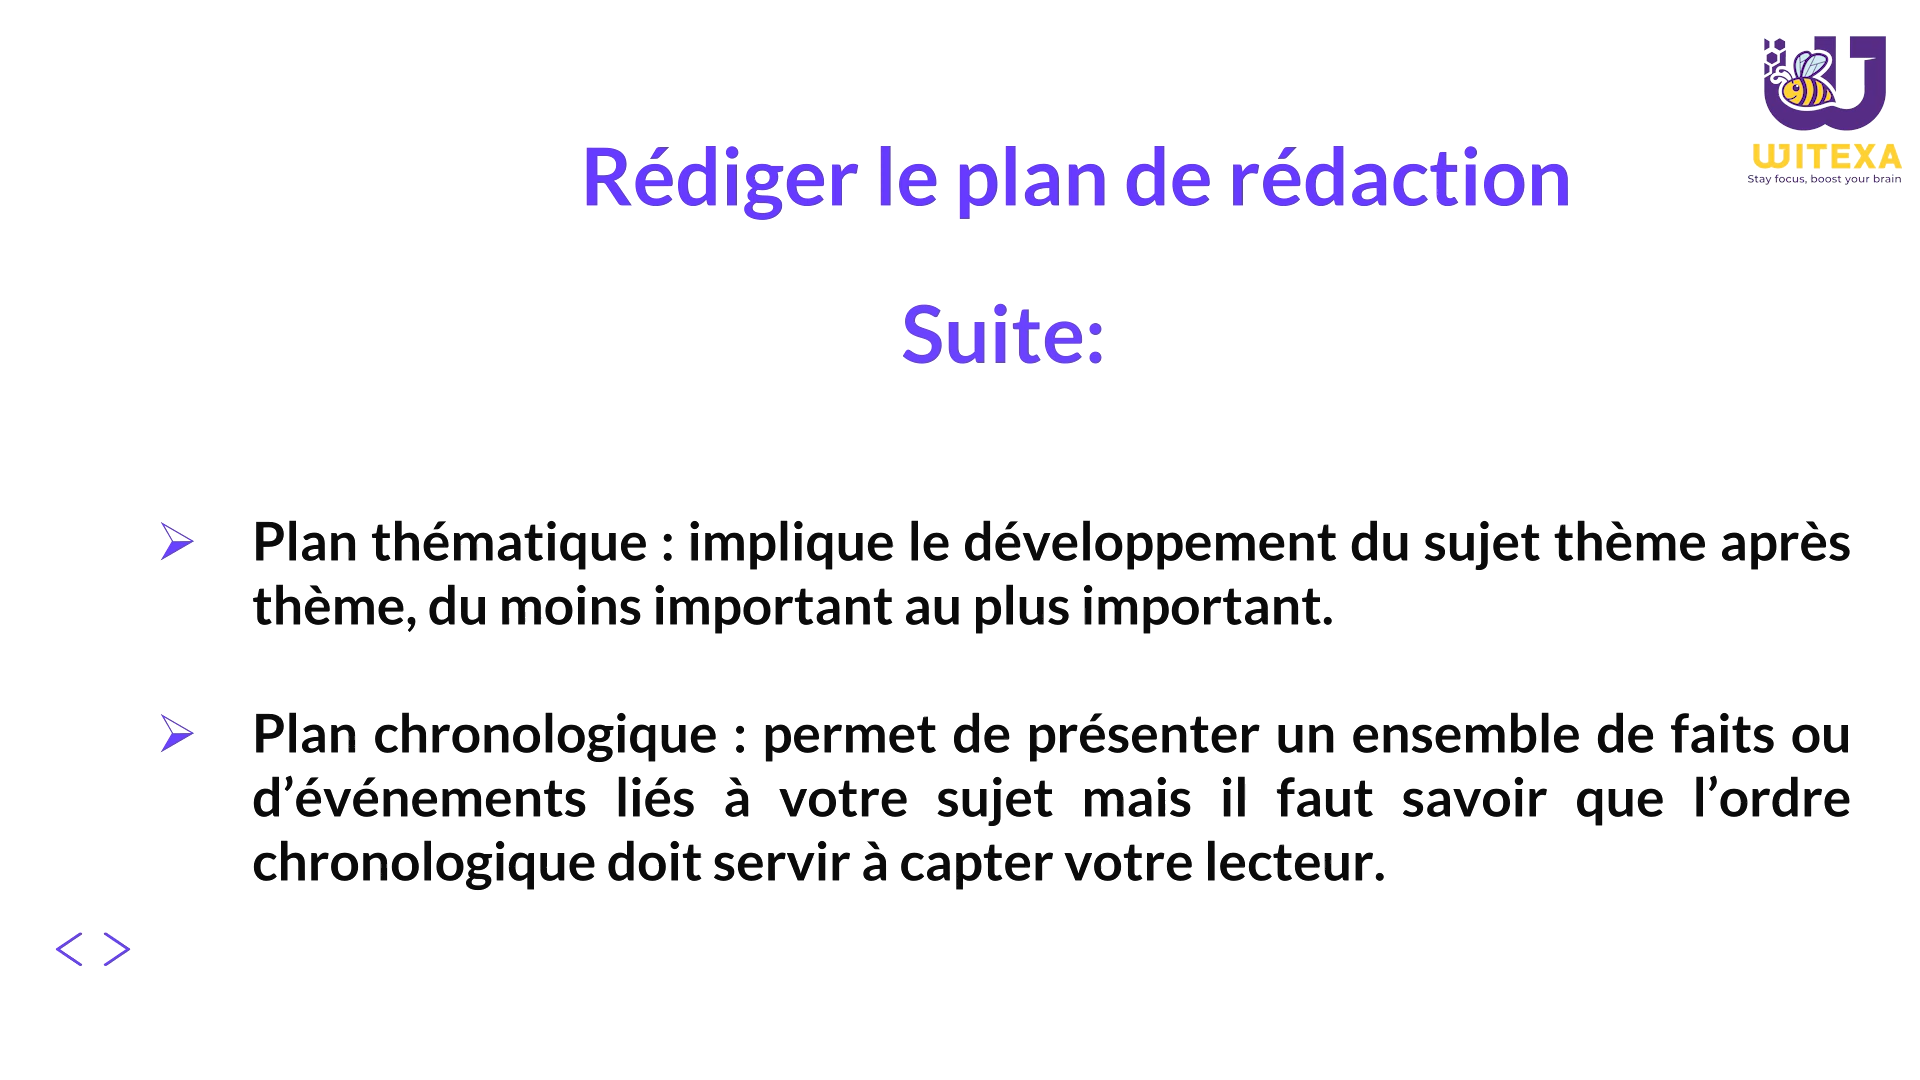 WITEXA
Stay focus, boost your brain
Rédiger le plan de rédaction
Suite:
Plan thématique : implique le développement du sujet thème après
thème, du moins important au plus important.
Plan chronologique : permet de présenter un ensemble de faits ou
d’événements liés à votre sujet mais il faut savoir que l’ordre
chronologique doit servir à capter votre lecteur.